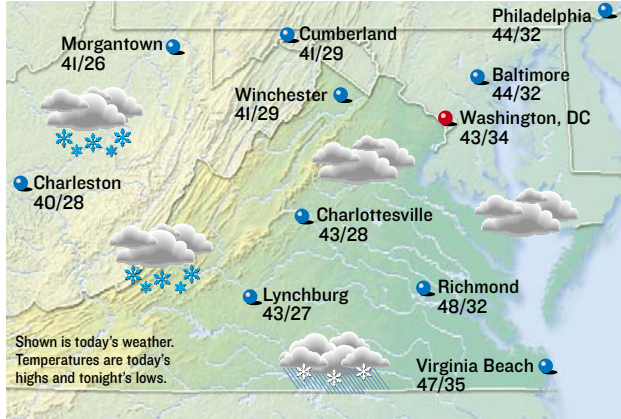 Philadelphia
44/32
Cumberland
41/29
Morgantown
41/26
Baltimore
44/32
Winchester
41/29
Washington, DC
43/34
Charleston
40/28
Charlottesville
43/28
Richmond
48/32
Lynchburg
43/27
Shown is today's weather.
Temperatures are today's
highs and tonight's lows.
Virginia Beach
47/35